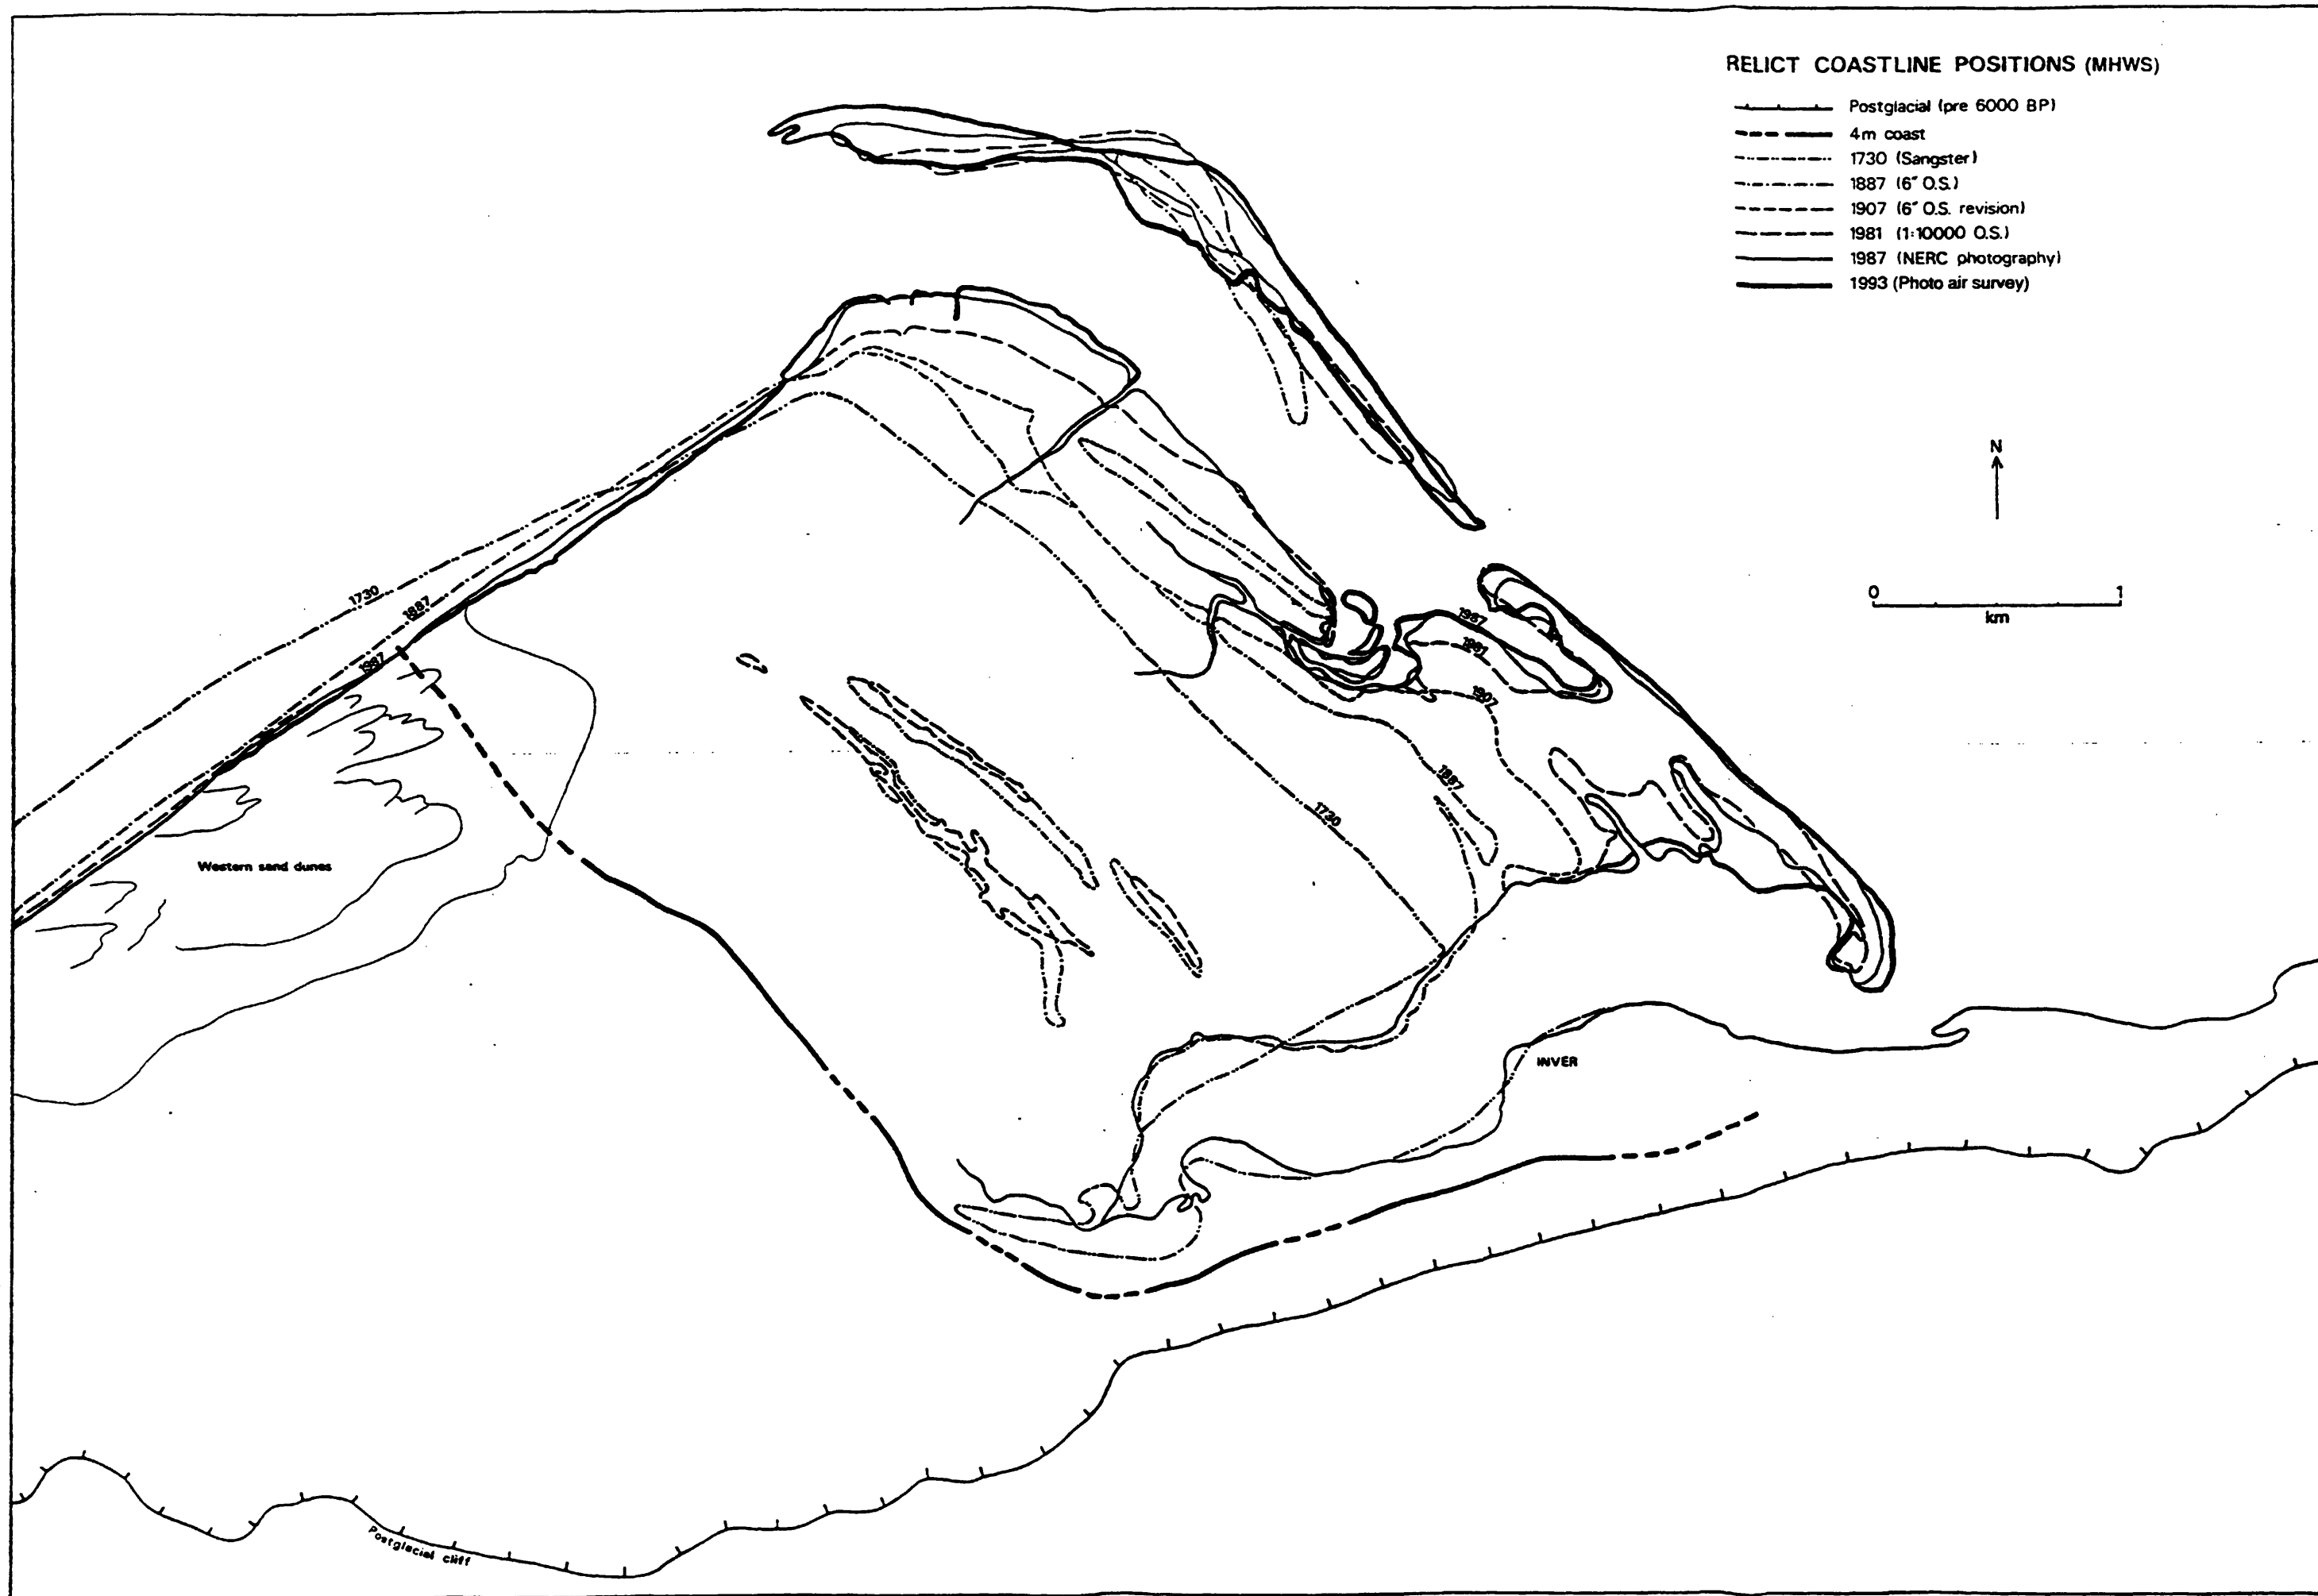 RELICT COASTLINE POSITIONS (MHWS)
Postglacial (pre 6000 BP)
4m coast
1730 (Sangster)
1887 (6" O.S.)
1907 (6" O.S. revision)
1981 (1:10000 O.S.)
1987 (NERC photography)
1993 (Photo air survey)
N
0 1
km
1730
1887
1987
1987
1981
1907
1887
1730
Western sand dunes
INVER
Postglacial cliff